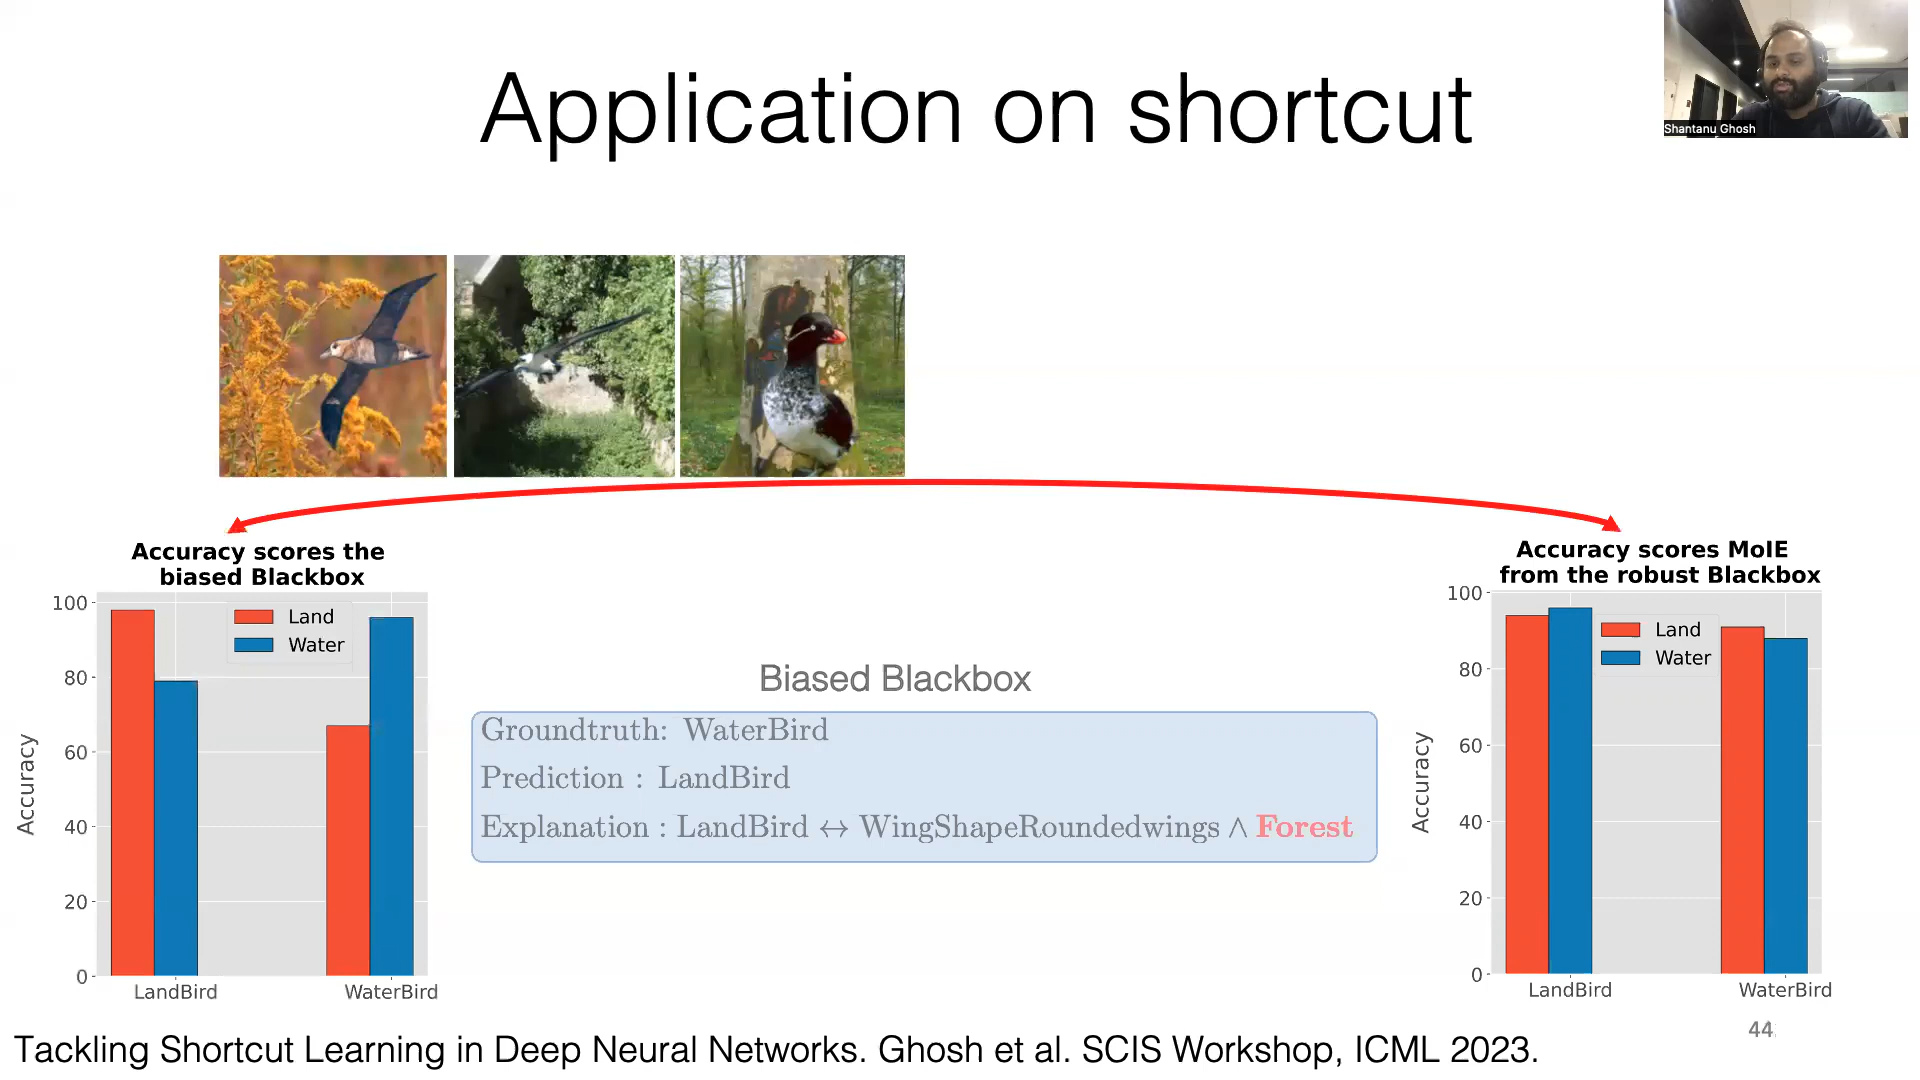 Application on shortcut
Shantanu Ghosh
Accuracy scores the
biased Blackbox
100
80
60
40
20
0
Accuracy
Land
Water
LandBird
WaterBird
Biased Blackbox
Groundtruth: WaterBird
Prediction : LandBird
Explanation : LandBird ↔ WingShapeRoundedwings ∧ Forest
Accuracy scores MoIE
from the robust Blackbox
100
80
60
40
20
0
Accuracy
Land
Water
LandBird
WaterBird
44
Tackling Shortcut Learning in Deep Neural Networks. Ghosh et al. SCIS Workshop, ICML 2023.